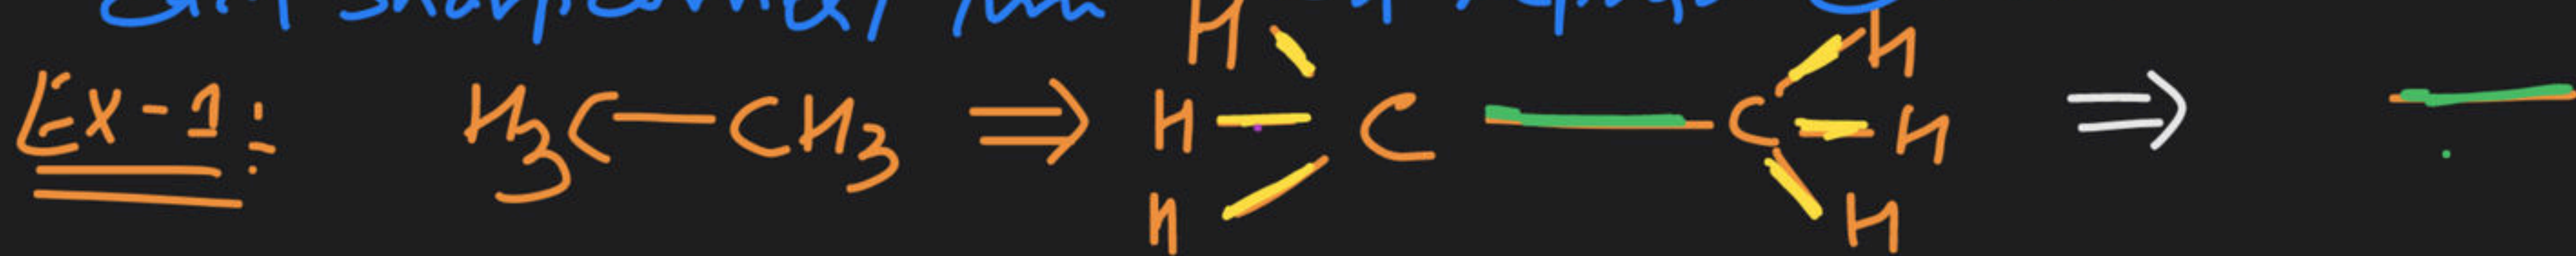 Ex-1:
H3C—CH3 ⇒ H H H C — C H H H ⇒ —